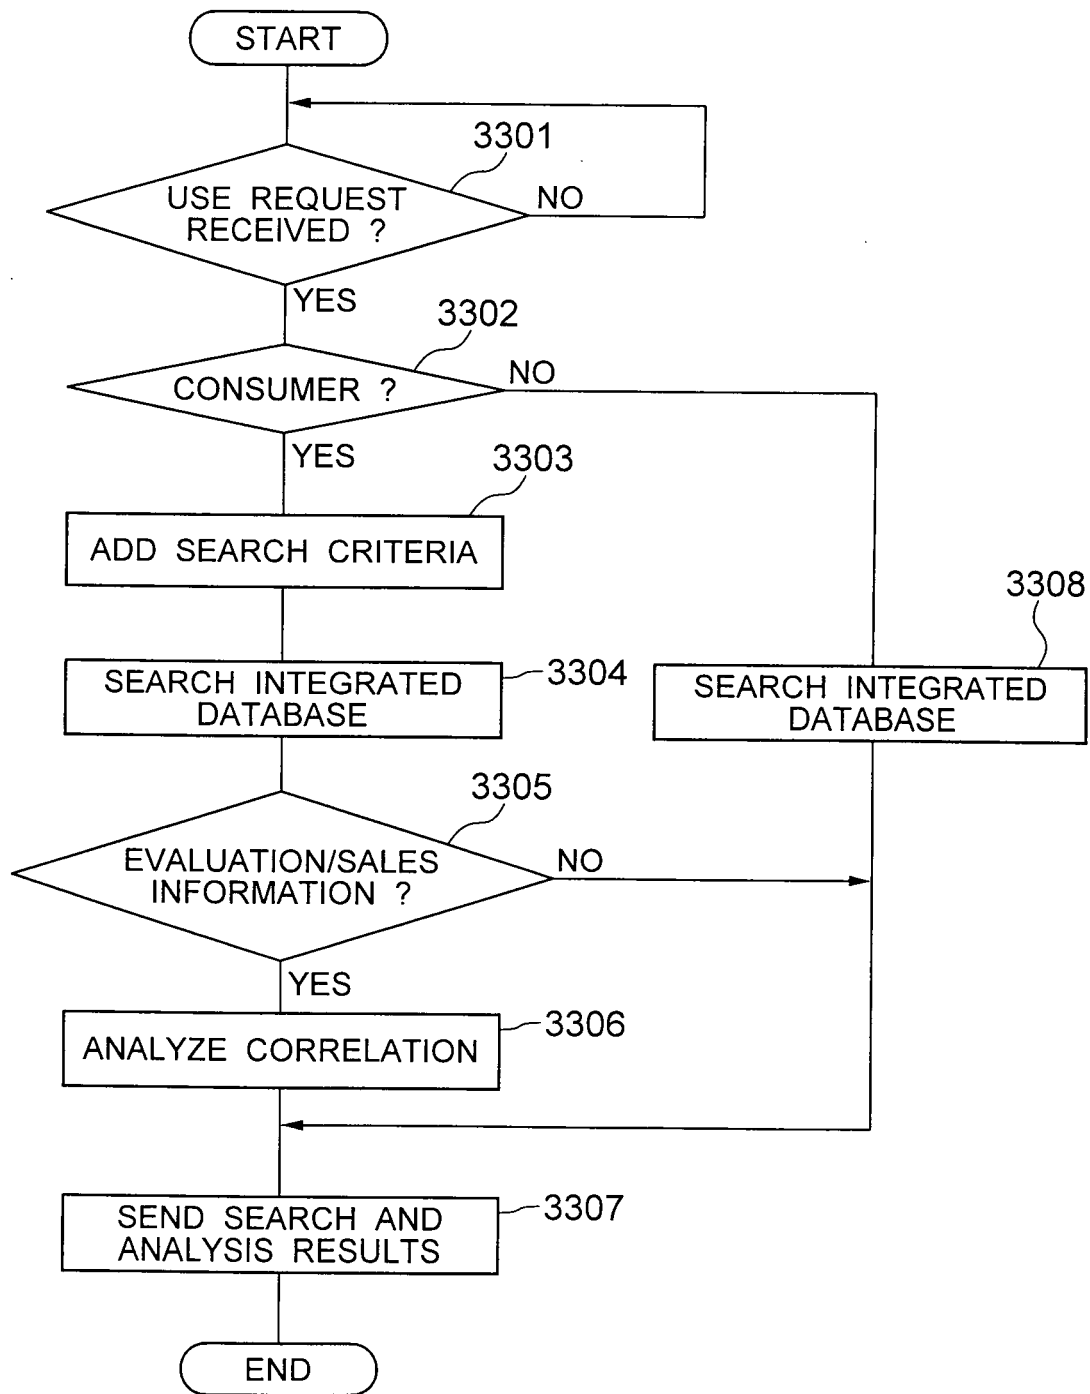 START
3301
USE REQUEST
RECEIVED ?
NO
YES
3302
CONSUMER ?
NO
YES
3303
ADD SEARCH CRITERIA
3308
SEARCH INTEGRATED
DATABASE
3304
SEARCH INTEGRATED
DATABASE
3305
EVALUATION/SALES
INFORMATION ?
NO
YES
3306
ANALYZE CORRELATION
3307
SEND SEARCH AND
ANALYSIS RESULTS
END